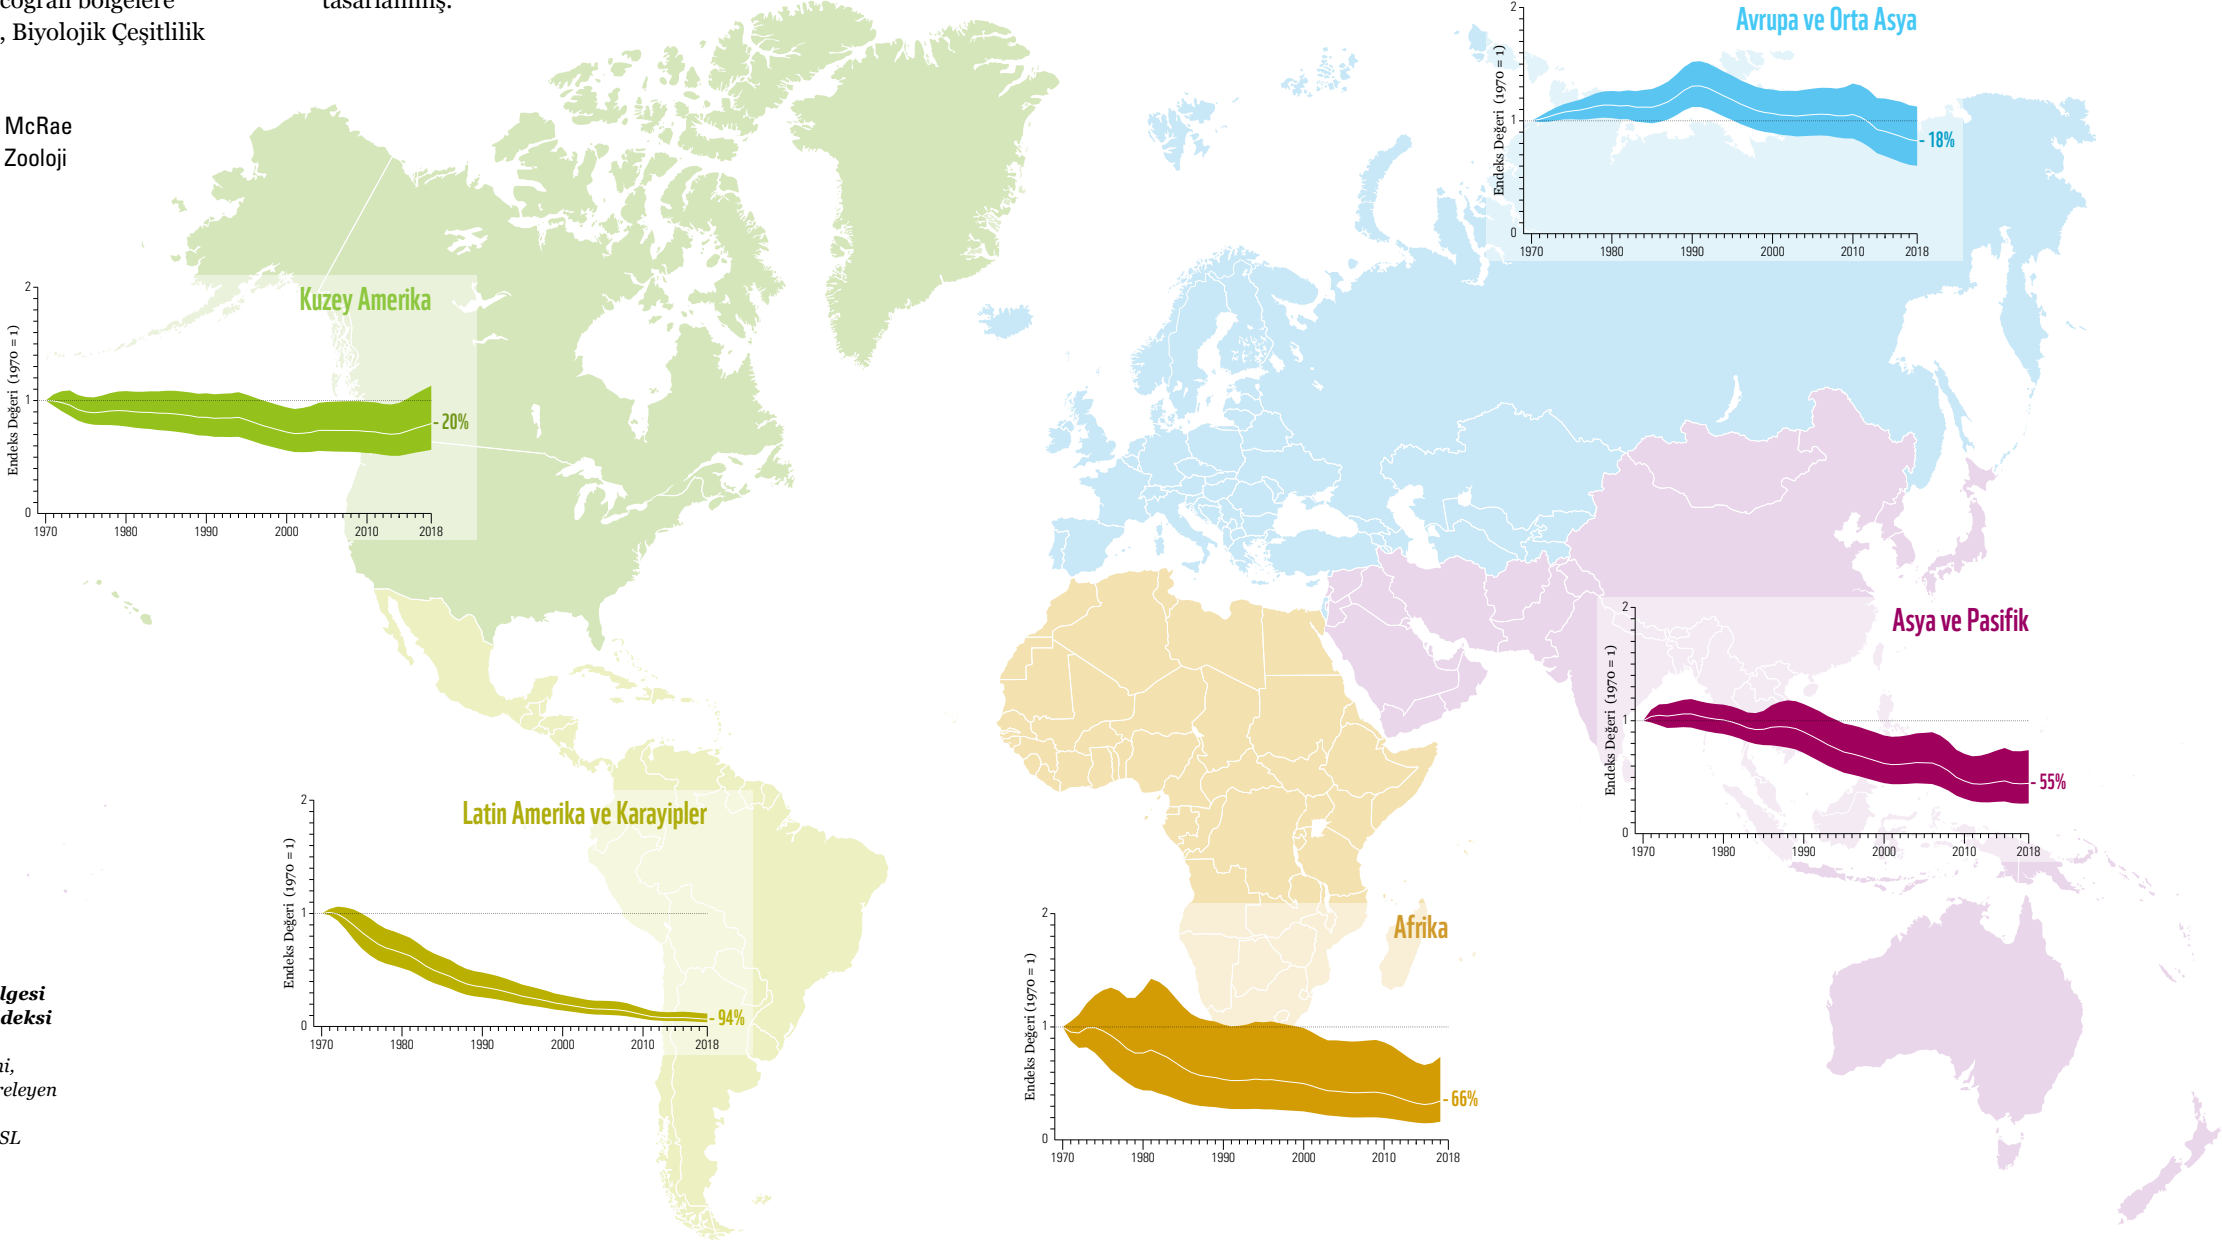 coğrafi bölgelere
, Biyolojik Çeşitlilik
tasarlanmış.
McRae
Zooloji
Avrupa ve Orta Asya
Endeks Değeri (1970 = 1)
2
1
0
1970 1980 1990 2000 2010 2018
- 18%
Kuzey Amerika
Endeks Değeri (1970 = 1)
2
1
0
1970 1980 1990 2000 2010 2018
- 20%
Asya ve Pasifik
Endeks Değeri (1970 = 1)
2
1
0
1970 1980 1990 2000 2010 2018
- 55%
Latin Amerika ve Karayipler
Endeks Değeri (1970 = 1)
2
1
0
1970 1980 1990 2000 2010 2018
- 94%
Afrika
Endeks Değeri (1970 = 1)
2
1
0
1970 1980 1990 2000 2010 2018
- 66%
lgesi
deksi
ni,
releyen
SL